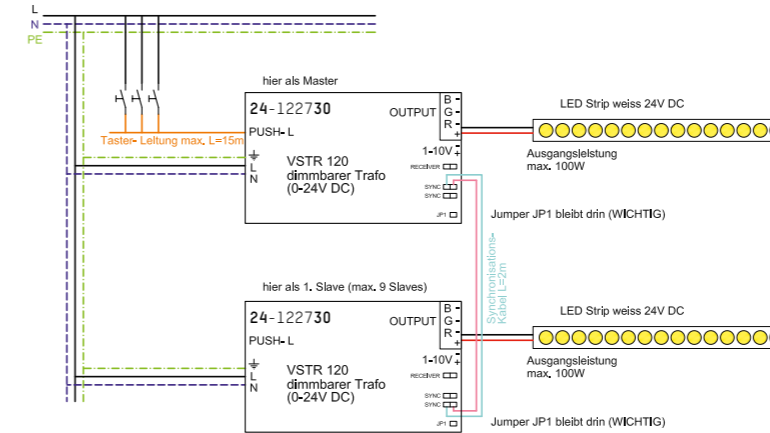 L
N
PE
hier als Master
24-122730
OUTPUT
B -
G -
R -
+
PUSH- L
Taster- Leitung max. L=15m
L
N
VSTR 120
dimmbarer Trafo
(0-24V DC)
1-10V
-
+
RECEIVER
SYNC
SYNC
JP1
LED Strip weiss 24V DC
Ausgangsleistung
max. 100W
Jumper JP1 bleibt drin (WICHTIG)
Synchronisations-
Kabel L=2m
hier als 1. Slave (max. 9 Slaves)
24-122730
OUTPUT
B -
G -
R -
+
PUSH- L
L
N
VSTR 120
dimmbarer Trafo
(0-24V DC)
1-10V
-
+
RECEIVER
SYNC
SYNC
JP1
LED Strip weiss 24V DC
Ausgangsleistung
max. 100W
Jumper JP1 bleibt drin (WICHTIG)